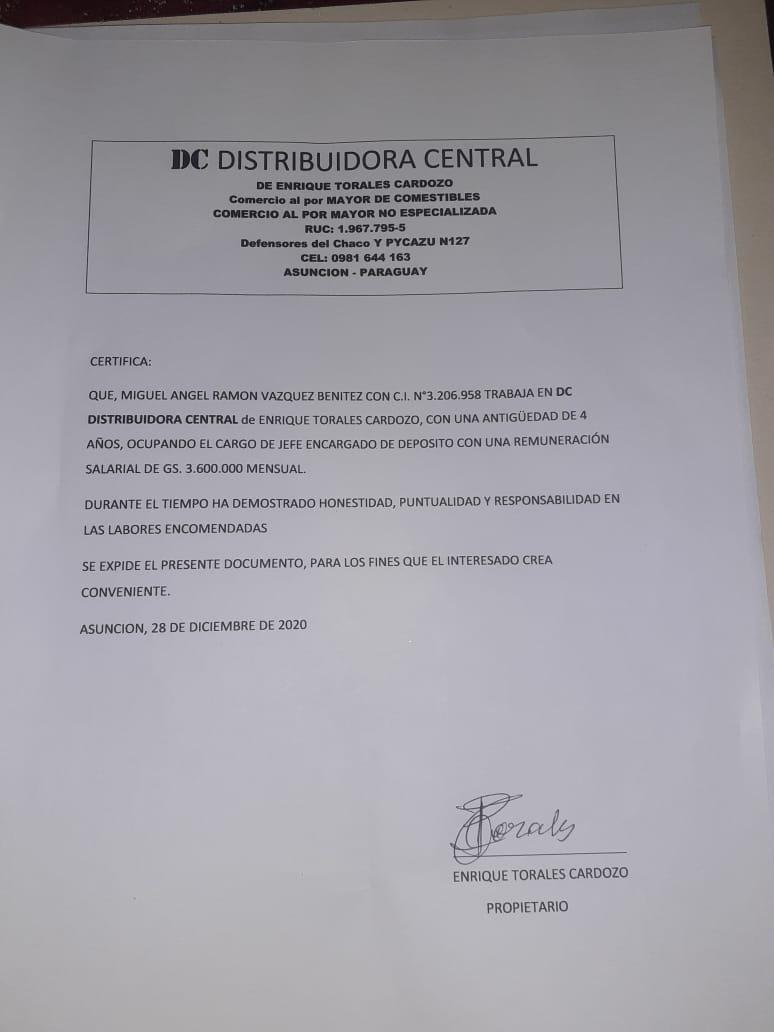 DC DISTRIBUIDORA CENTRAL
DE ENRIQUE TORALES CARDOZO
Comercio al por MAYOR DE COMESTIBLES
COMERCIO AL POR MAYOR NO ESPECIALIZADA
RUC: 1.967.795-5
Defensores del Chaco Y PYCAZU N127
CEL: 0981 644 163
ASUNCION - PARAGUAY
CERTIFICA:
QUE, MIGUEL ANGEL RAMON VAZQUEZ BENITEZ CON C.I. N°3.206.958 TRABAJA EN DC
DISTRIBUIDORA CENTRAL de ENRIQUE TORALES CARDOZO, CON UNA ANTIGÜEDAD DE 4
AÑOS, OCUPANDO EL CARGO DE JEFE ENCARGADO DE DEPOSITO CON UNA REMUNERACIÓN
SALARIAL DE GS. 3.600.000 MENSUAL.
DURANTE EL TIEMPO HA DEMOSTRADO HONESTIDAD, PUNTUALIDAD Y RESPONSABILIDAD EN
LAS LABORES ENCOMENDADAS
SE EXPIDE EL PRESENTE DOCUMENTO, PARA LOS FINES QUE EL INTERESADO CREA
CONVENIENTE.
ASUNCION, 28 DE DICIEMBRE DE 2020
Torales
ENRIQUE TORALES CARDOZO
PROPIETARIO